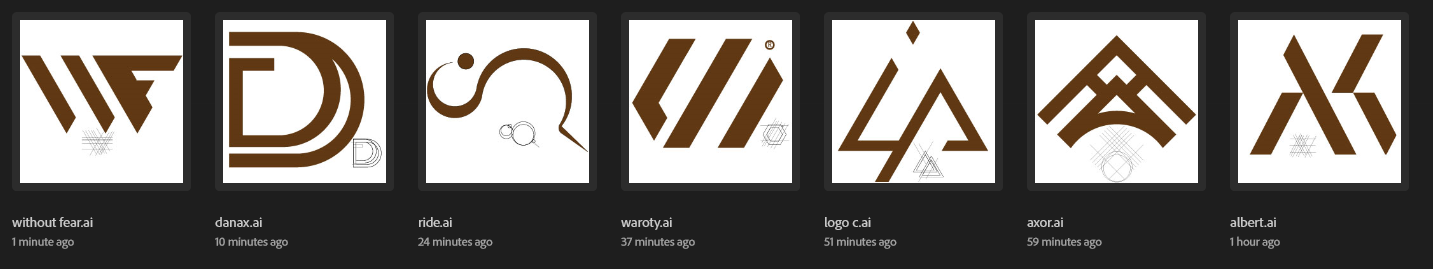 ®
without fear.ai
1 minute ago
danax.ai
10 minutes ago
ride.ai
24 minutes ago
waroty.ai
37 minutes ago
logo c.ai
51 minutes ago
axor.ai
59 minutes ago
albert.ai
1 hour ago